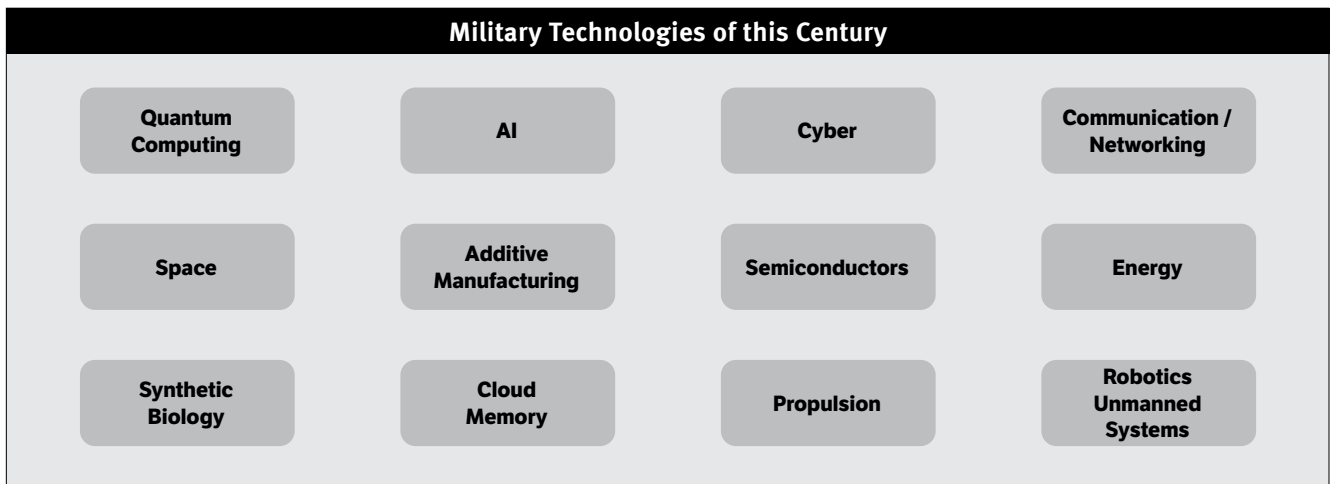 Military Technologies of this Century
Quantum
Computing
AI
Cyber
Communication /
Networking
Space
Additive
Manufacturing
Semiconductors
Energy
Synthetic
Biology
Cloud
Memory
Propulsion
Robotics
Unmanned
Systems